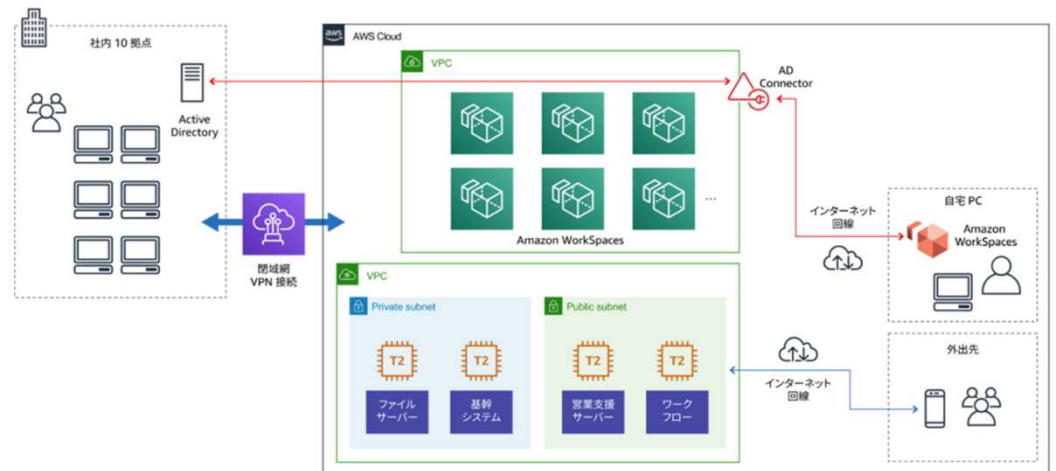 社内 10 拠点
Active
Directory
閉域網
VPN 接続
aws
AWS Cloud
VPC
Amazon WorkSpaces
...
AD
Connector
VPC
Private subnet
T2
T2
ファイル
サーバー
基幹
システム
Public subnet
T2
T2
営業支援
サーバー
ワーク
フロー
インターネット
回線
自宅 PC
Amazon
WorkSpaces
インターネット
回線
外出先